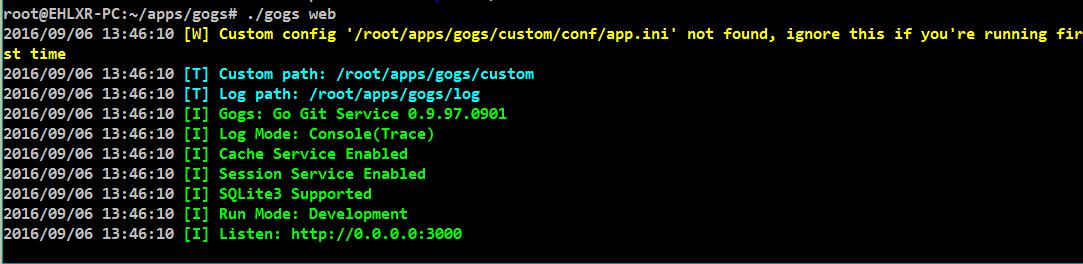 root@EHLXR-PC:~/apps/gogs# ./gogs web
2016/09/06 13:46:10 [W] Custom config '/root/apps/gogs/custom/conf/app.ini' not found, ignore this if you're running fir
st time
2016/09/06 13:46:10 [T] Custom path: /root/apps/gogs/custom
2016/09/06 13:46:10 [T] Log path: /root/apps/gogs/log
2016/09/06 13:46:10 [I] Gogs: Go Git Service 0.9.97.0901
2016/09/06 13:46:10 [I] Log Mode: Console(Trace)
2016/09/06 13:46:10 [I] Cache Service Enabled
2016/09/06 13:46:10 [I] Session Service Enabled
2016/09/06 13:46:10 [I] SQLite3 Supported
2016/09/06 13:46:10 [I] Run Mode: Development
2016/09/06 13:46:10 [I] Listen: http://0.0.0.0:3000